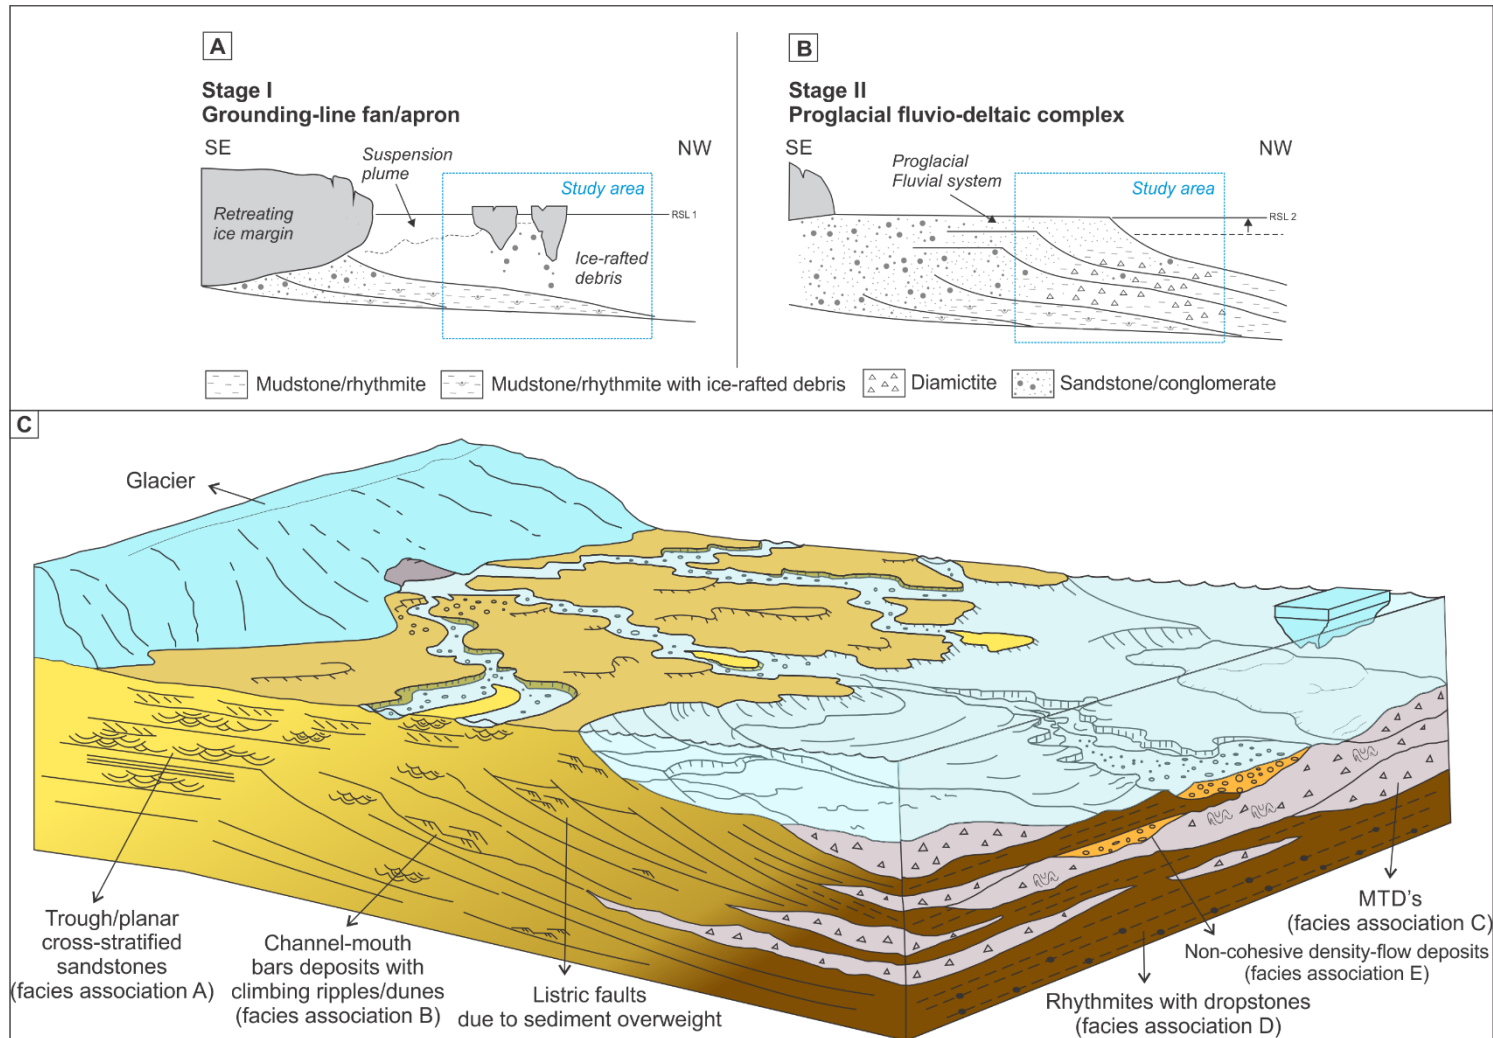 A
Stage I
Grounding-line fan/apron
SE
NW
Suspension
plume
Study area
Retreating
ice margin
RSL 1
Ice-rafted
debris
B
Stage II
Proglacial fluvio-deltaic complex
SE
NW
Proglacial
Fluvial system
Study area
RSL 2
Mudstone/rhythmite
Mudstone/rhythmite with ice-rafted debris
Diamictite
Sandstone/conglomerate
C
Glacier
Trough/planar
cross-stratified
sandstones
(facies association A)
Channel-mouth
bars deposits with
climbing ripples/dunes
(facies association B)
Listric faults
due to sediment overweight
MTD's
(facies association C)
Non-cohesive density-flow deposits
(facies association E)
Rhythmites with dropstones
(facies association D)